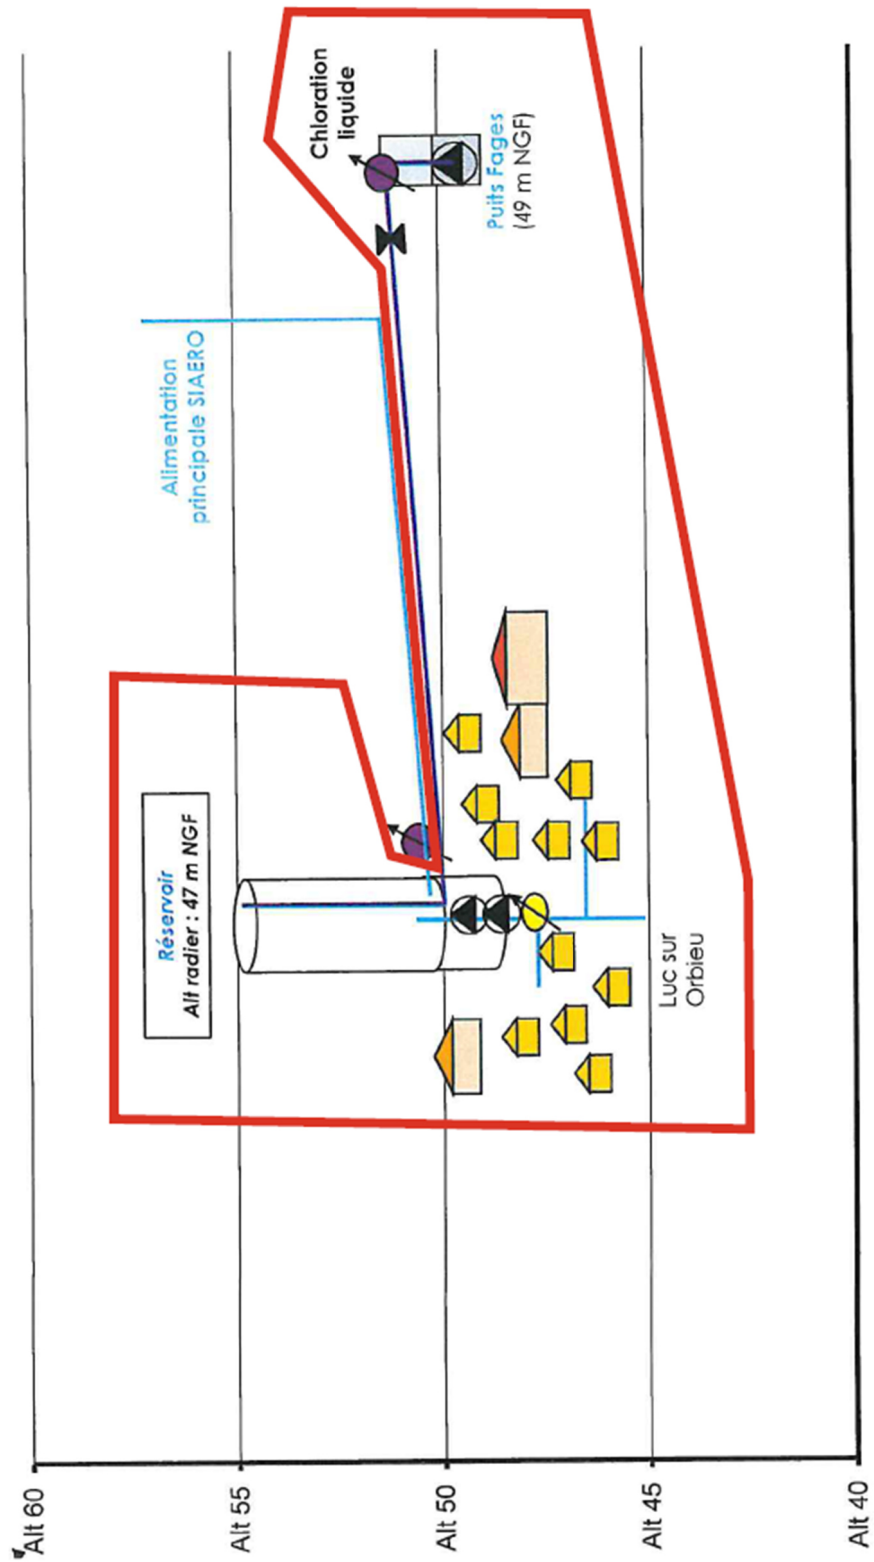 Alt 60
Alt 55
Alt 50
Alt 45
Alt 40
Réservoir
Alt radier : 47 m NGF
Alimentation
principale SIAERO
Chloration
liquide
Puits Fages
(49 m NGF)
Luc sur
Orbieu